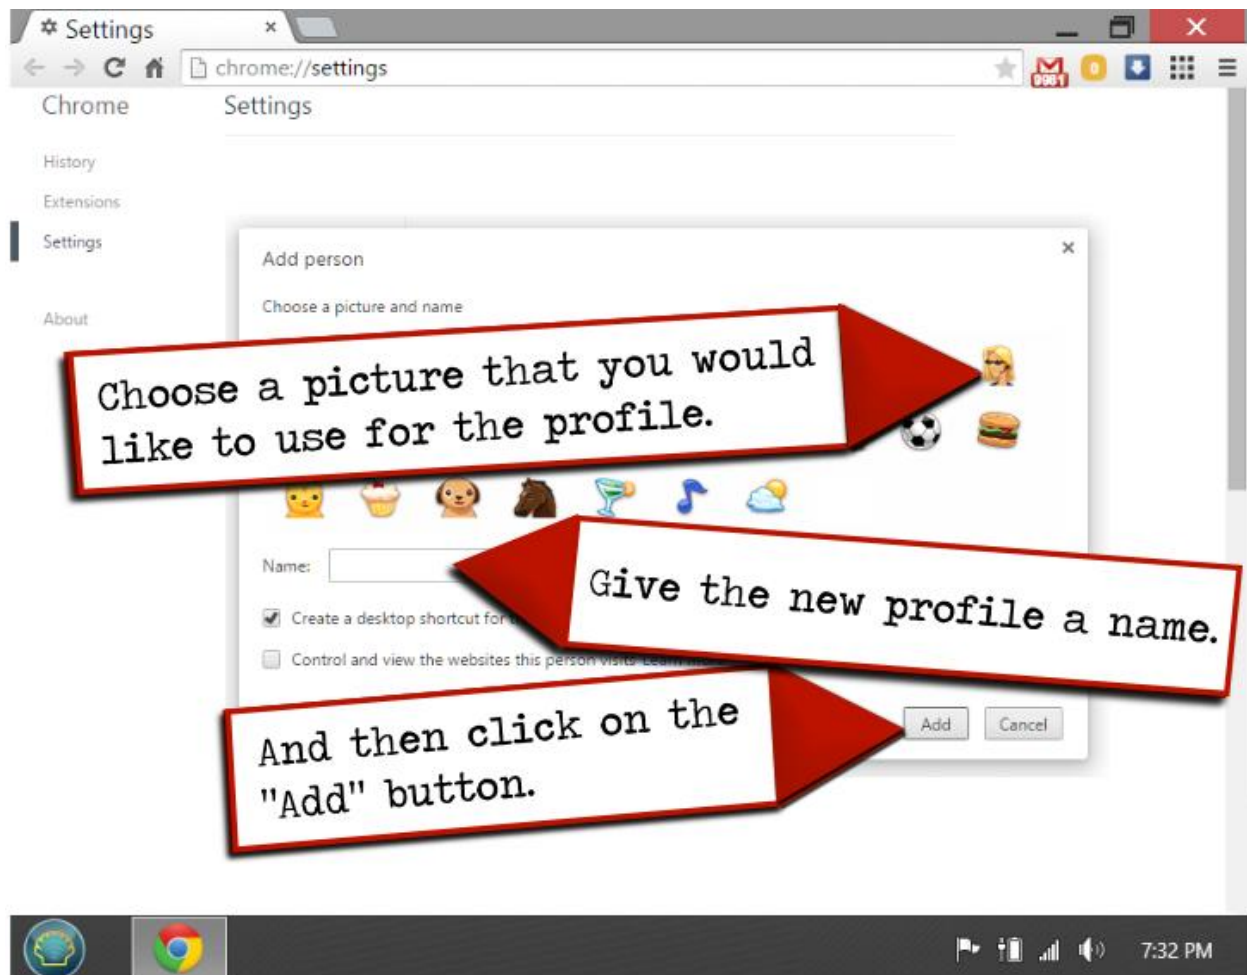 Settings
chrome://settings
Chrome
Settings
History
Extensions
Settings
About
Add person
Choose a picture and name
Choose a picture that you would
like to use for the profile.
Name:
Give the new profile a name.
Create a desktop shortcut for
Control and view the websites this person visits Learn more
And then click on the
"Add" button.
Add
Cancel
7:32 PM